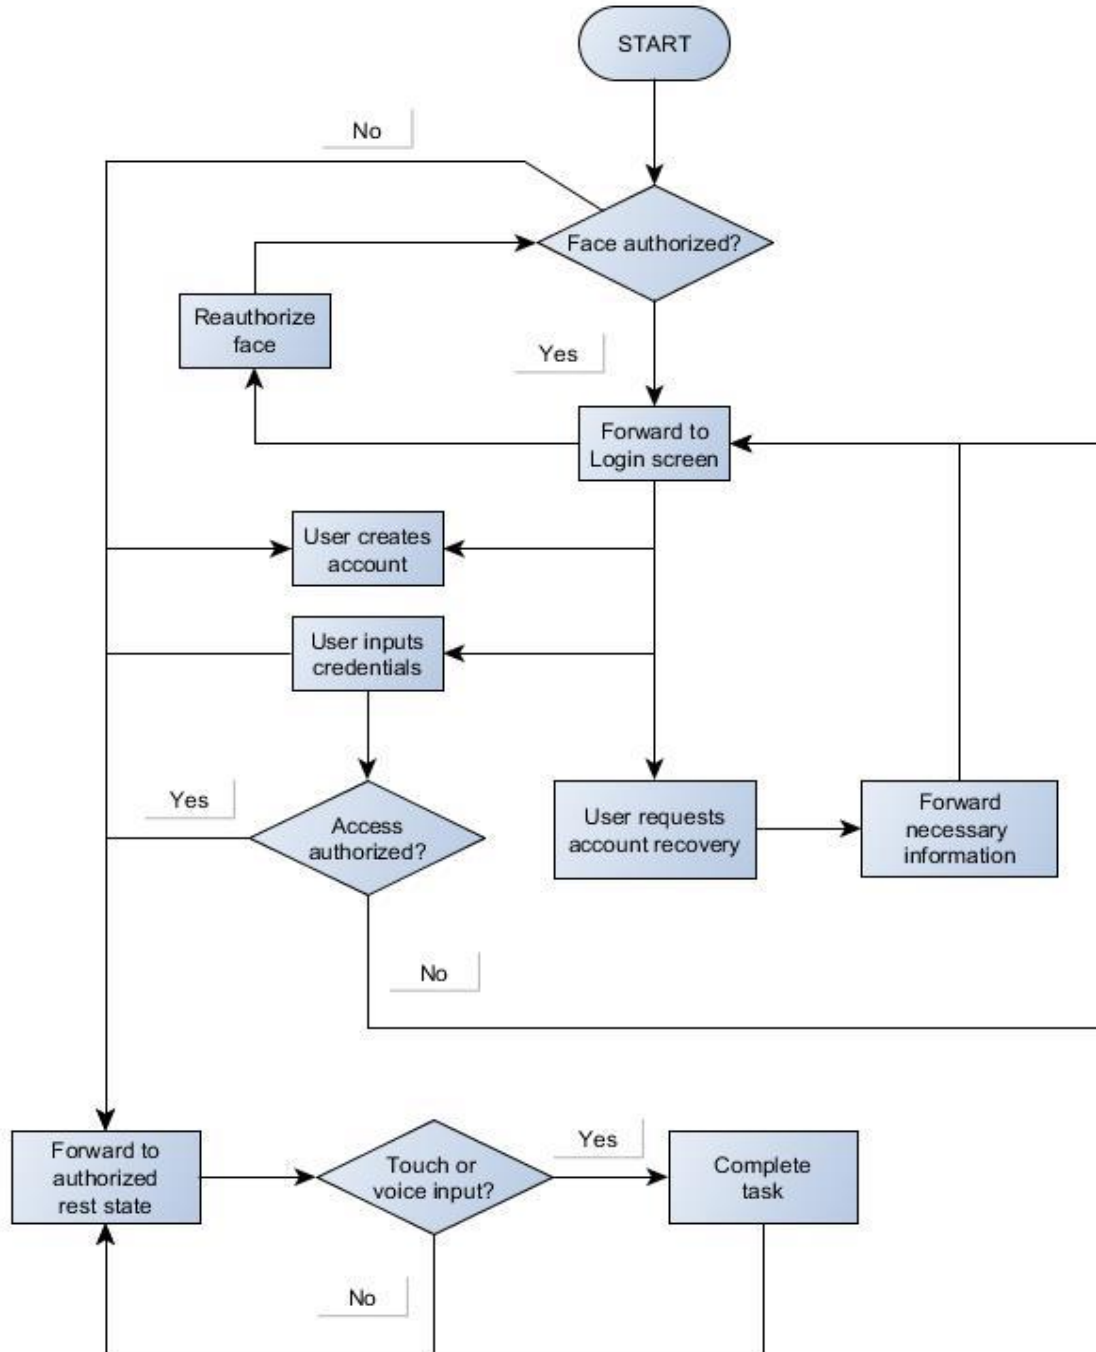 START
No
Face authorized?
Reauthorize
face
Yes
Forward to
Login screen
User creates
account
User inputs
credentials
Yes
Access
authorized?
User requests
account recovery
Forward
necessary
information
No
Forward to
authorized
rest state
Touch or
voice input?
Yes
Complete
task
No